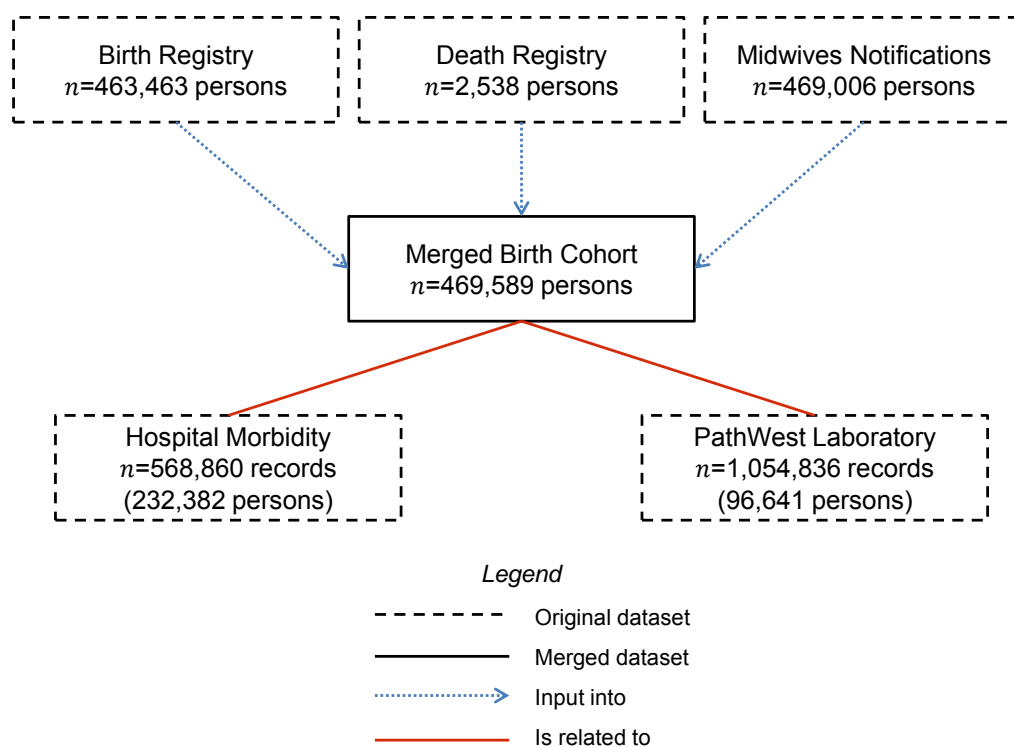 Birth Registry
n=463,463 persons
Death Registry
n=2,538 persons
Midwives Notifications
n=469,006 persons
Merged Birth Cohort
n=469,589 persons
Hospital Morbidity
n=568,860 records
(232,382 persons)
PathWest Laboratory
n=1,054,836 records
(96,641 persons)
Legend
Original dataset
Merged dataset
Input into
Is related to